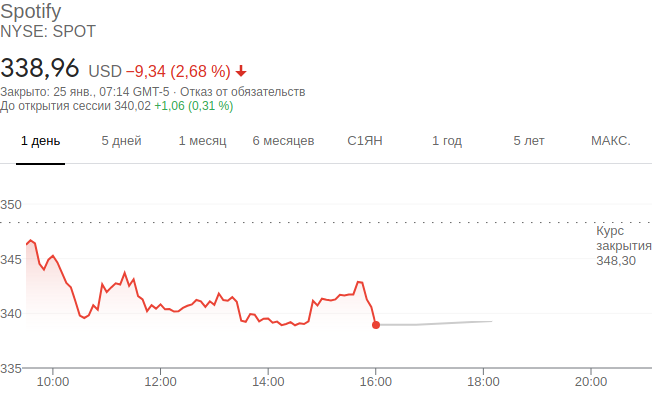 Spotify
NYSE: SPOT
338,96 USD −9,34 (2,68 %)
Закрыто: 25 янв., 07:14 GMT-5 · Отказ от обязательств
До открытия сессии 340,02 +1,06 (0,31 %)
1 день 5 дней 1 месяц 6 месяцев С1ЯН 1 год 5 лет МАКС.
350
Курс
закрытия
348,30
345
340
335
10:00 12:00 14:00 16:00 18:00 20:00